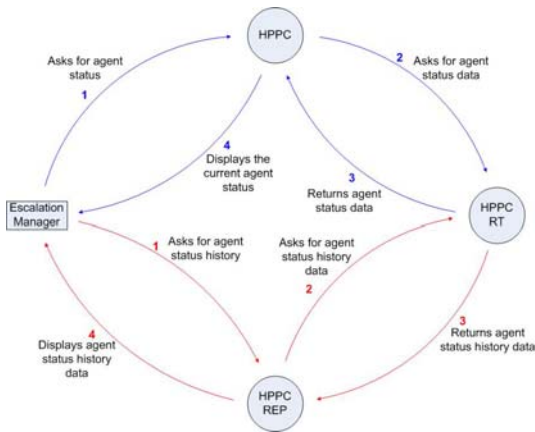 HPPC
Asks for agent
status
1
2
Asks for agent
status data
4
Displays the
current agent
status
3
Returns agent
status data
Escalation
Manager
HPPC
RT
1
Asks for agent
status history
Asks for agent
status history
data
2
4
Displays agent
status history
data
3
Returns agent
status history data
HPPC
REP